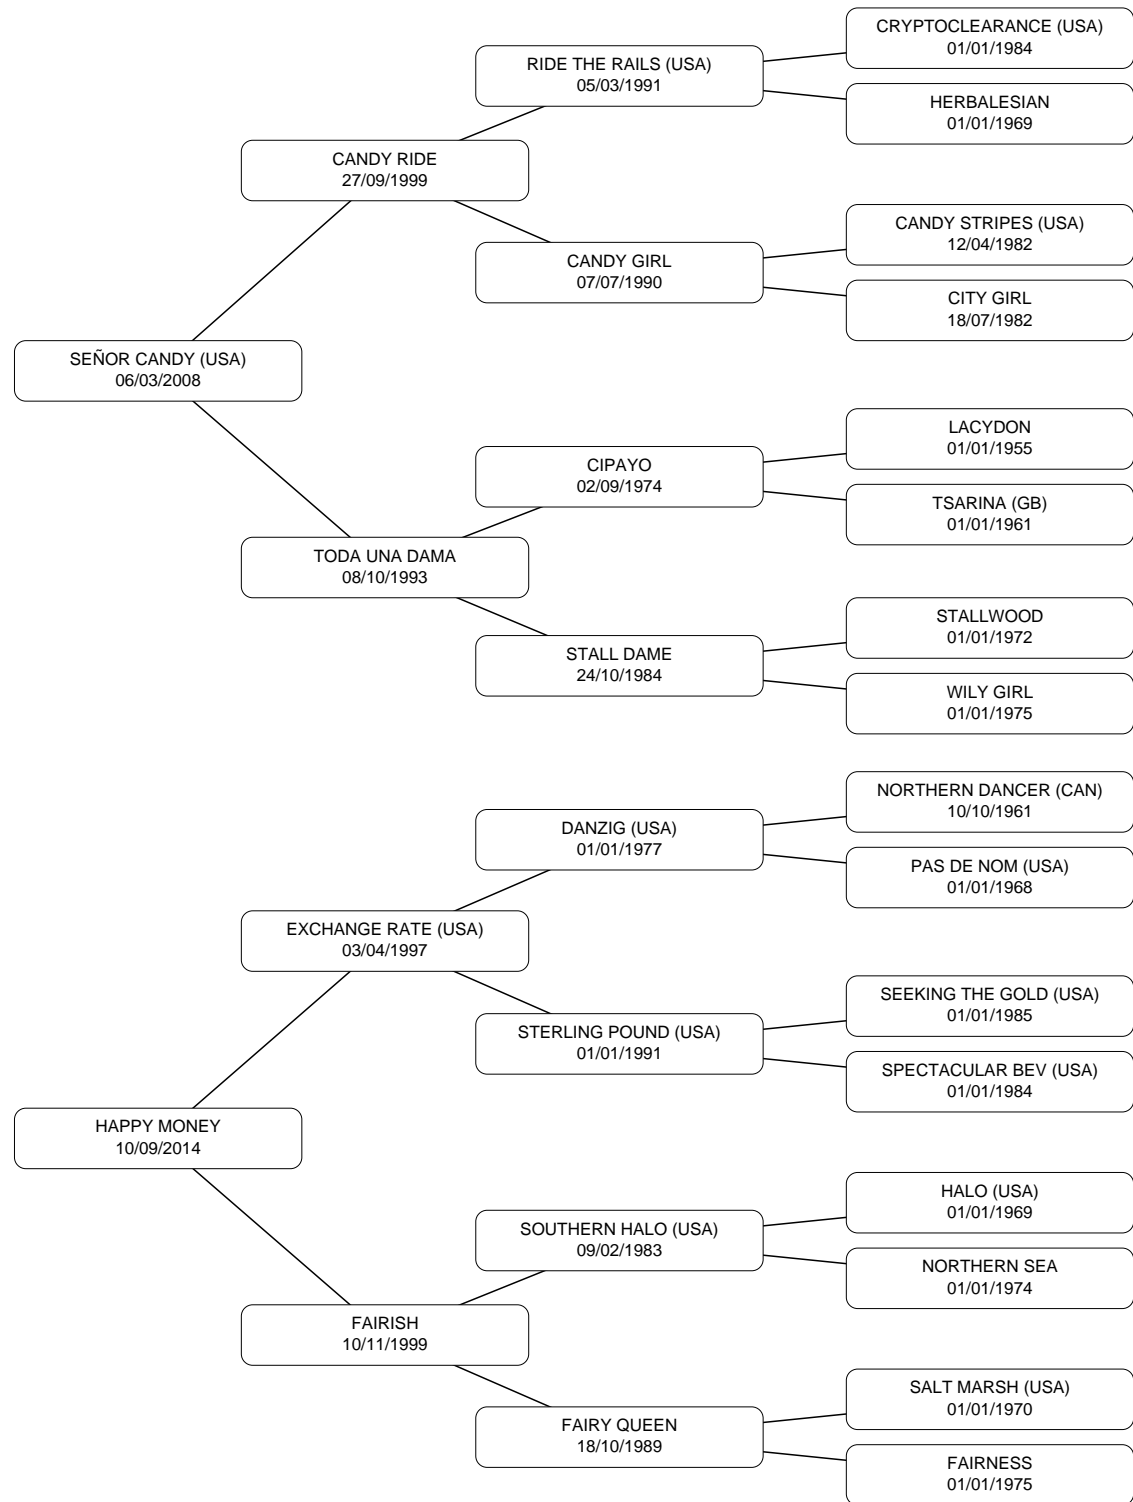 CRYPTOCLEARANCE (USA)
01/01/1984
RIDE THE RAILS (USA)
05/03/1991
HERBALESIAN
01/01/1969
CANDY RIDE
27/09/1999
CANDY STRIPES (USA)
12/04/1982
CANDY GIRL
07/07/1990
CITY GIRL
18/07/1982
SEÑOR CANDY (USA)
06/03/2008
LACYDON
01/01/1955
CIPAYO
02/09/1974
TSARINA (GB)
01/01/1961
TODA UNA DAMA
08/10/1993
STALLWOOD
01/01/1972
STALL DAME
24/10/1984
WILY GIRL
01/01/1975
NORTHERN DANCER (CAN)
10/10/1961
DANZIG (USA)
01/01/1977
PAS DE NOM (USA)
01/01/1968
EXCHANGE RATE (USA)
03/04/1997
SEEKING THE GOLD (USA)
01/01/1985
STERLING POUND (USA)
01/01/1991
SPECTACULAR BEV (USA)
01/01/1984
HAPPY MONEY
10/09/2014
HALO (USA)
01/01/1969
SOUTHERN HALO (USA)
09/02/1983
NORTHERN SEA
01/01/1974
FAIRISH
10/11/1999
SALT MARSH (USA)
01/01/1970
FAIRY QUEEN
18/10/1989
FAIRNESS
01/01/1975